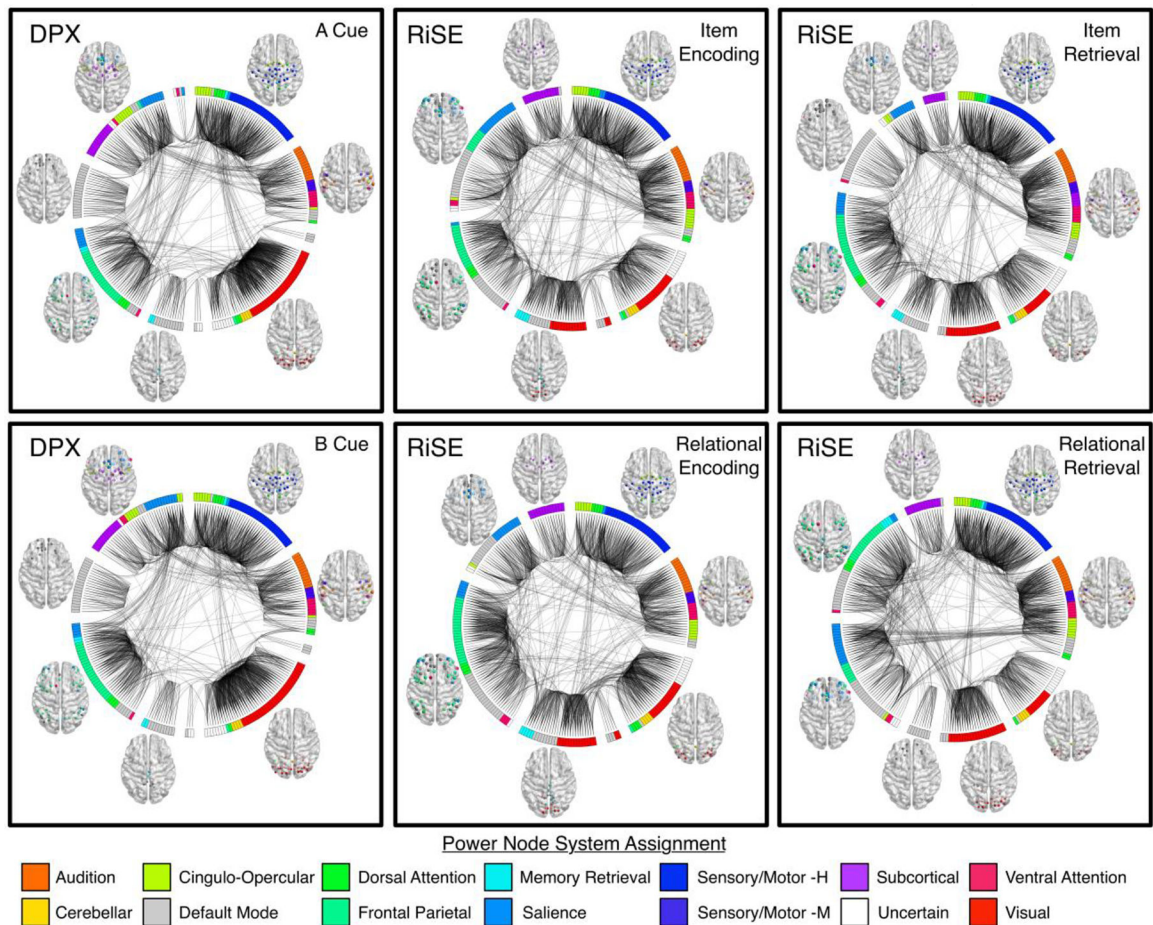 DPX
A Cue
RiSE
Item
Encoding
RiSE
Item
Retrieval
DPX
B Cue
RiSE
Relational
Encoding
RiSE
Relational
Retrieval
Power Node System Assignment
Audition
Cingulo-Opercular
Dorsal Attention
Memory Retrieval
Sensory/Motor -H
Subcortical
Ventral Attention
Cerebellar
Default Mode
Frontal Parietal
Salience
Sensory/Motor -M
Uncertain
Visual